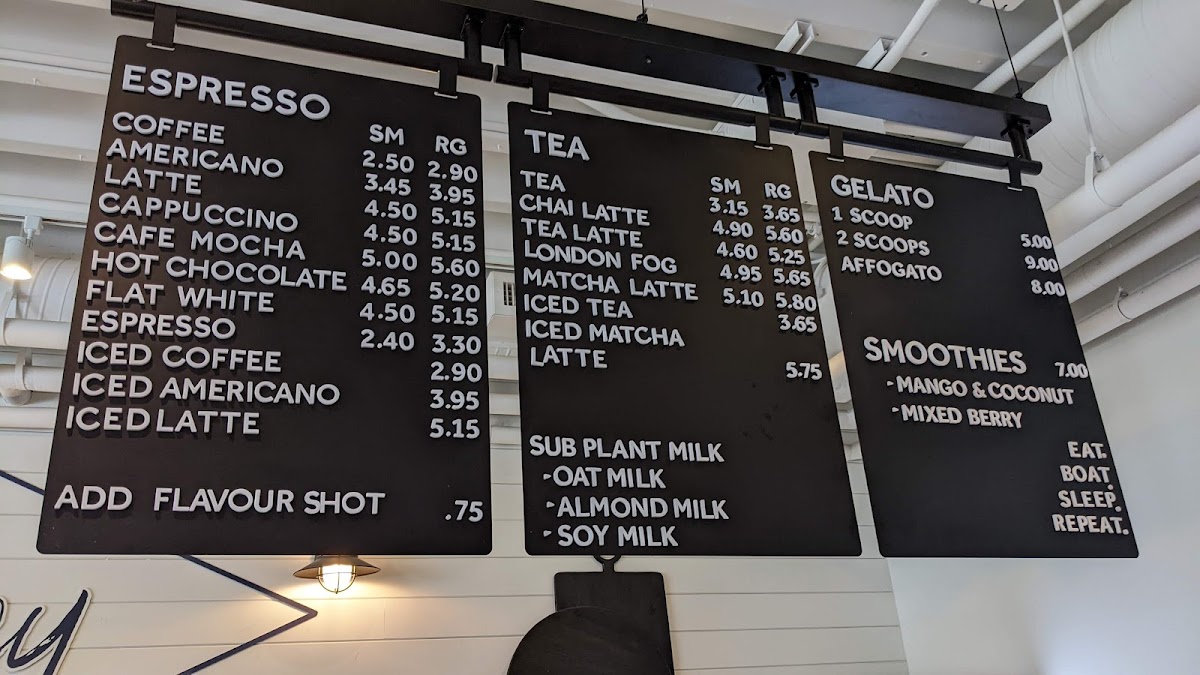 ESPRESSO
SM RG
COFFEE 2.50 2.90
AMERICANO 3.45 3.95
LATTE 4.50 5.15
CAPPUCCINO 4.50 5.15
CAFE MOCHA 5.00 5.60
HOT CHOCOLATE 4.65 5.20
FLAT WHITE 4.50 5.15
ESPRESSO 2.40 3.30
ICED COFFEE 2.90
ICED AMERICANO 3.95
ICED LATTE 5.15
ADD FLAVOUR SHOT .75
TEA
SM RG
TEA 3.15 3.65
CHAI LATTE 4.90 5.60
TEA LATTE 4.60 5.25
LONDON FOG 4.95 5.65
MATCHA LATTE 5.10 5.80
ICED TEA 3.65
ICED MATCHA
LATTE 5.75
SUB PLANT MILK
- OAT MILK
- ALMOND MILK
- SOY MILK
GELATO
1 SCOOP 5.00
2 SCOOPS 9.00
AFFOGATO 8.00
SMOOTHIES 7.00
- MANGO & COCONUT
- MIXED BERRY
EAT.
BOAT.
SLEEP.
REPEAT.